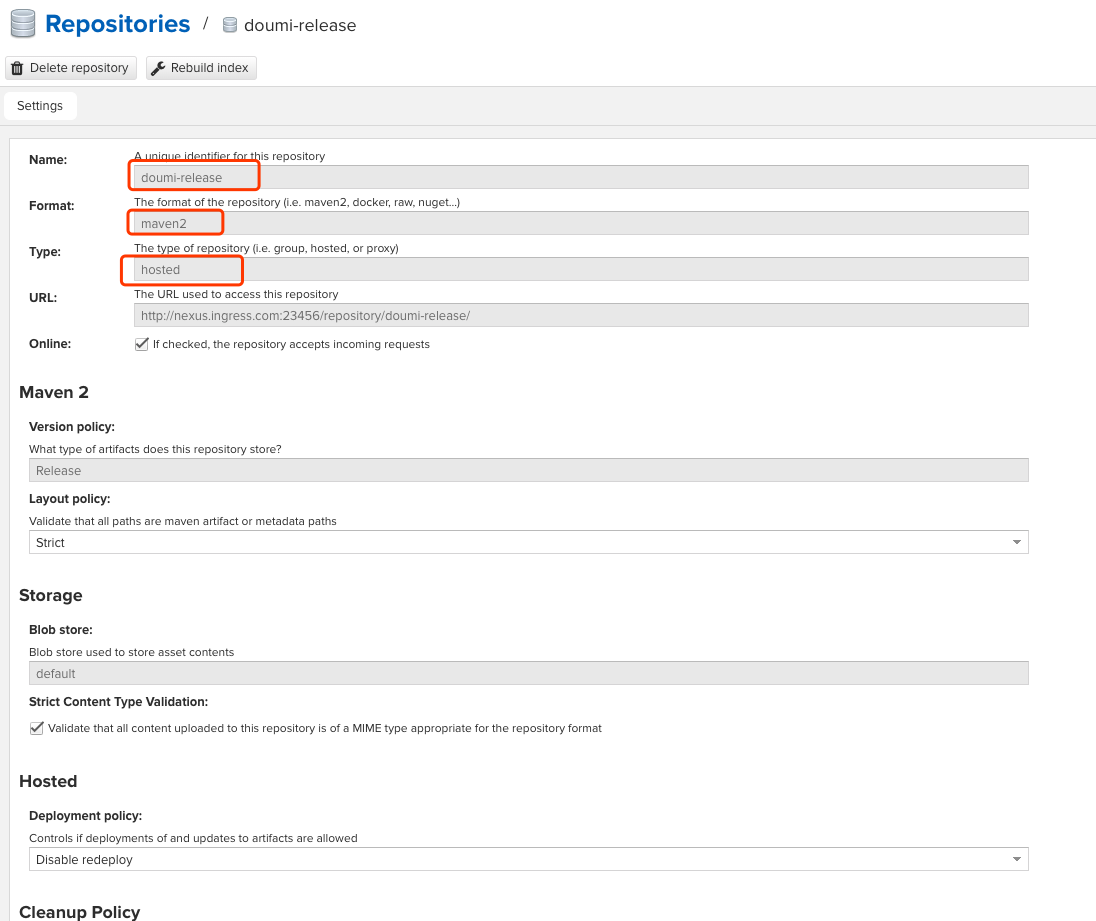 Repositories / doumi-release
Delete repository Rebuild index
Settings
Name: A unique identifier for this repository
doumi-release
Format: The format of the repository (i.e. maven2, docker, raw, nuget...)
maven2
Type: The type of repository (i.e. group, hosted, or proxy)
hosted
URL: The URL used to access this repository
http://nexus.ingress.com:23456/repository/doumi-release/
Online: If checked, the repository accepts incoming requests
Maven 2
Version policy:
What type of artifacts does this repository store?
Release
Layout policy:
Validate that all paths are maven artifact or metadata paths
Strict
Storage
Blob store:
Blob store used to store asset contents
default
Strict Content Type Validation:
Validate that all content uploaded to this repository is of a MIME type appropriate for the repository format
Hosted
Deployment policy:
Controls if deployments of and updates to artifacts are allowed
Disable redeploy
Cleanup Policy